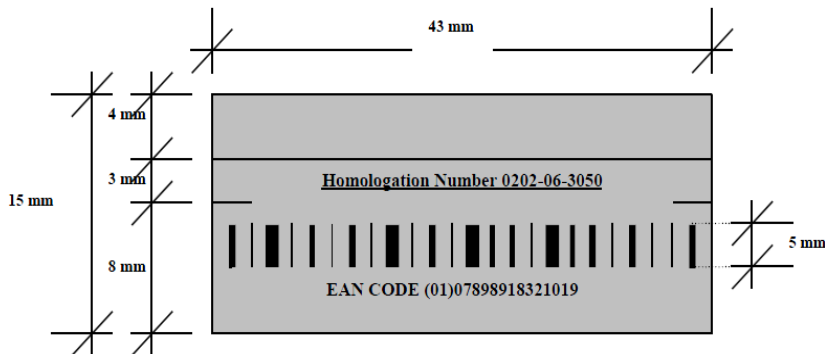 43 mm
4 mm
3 mm
Homologation Number 0202-06-3050
15 mm
5 mm
8 mm
EAN CODE (01)07898918321019